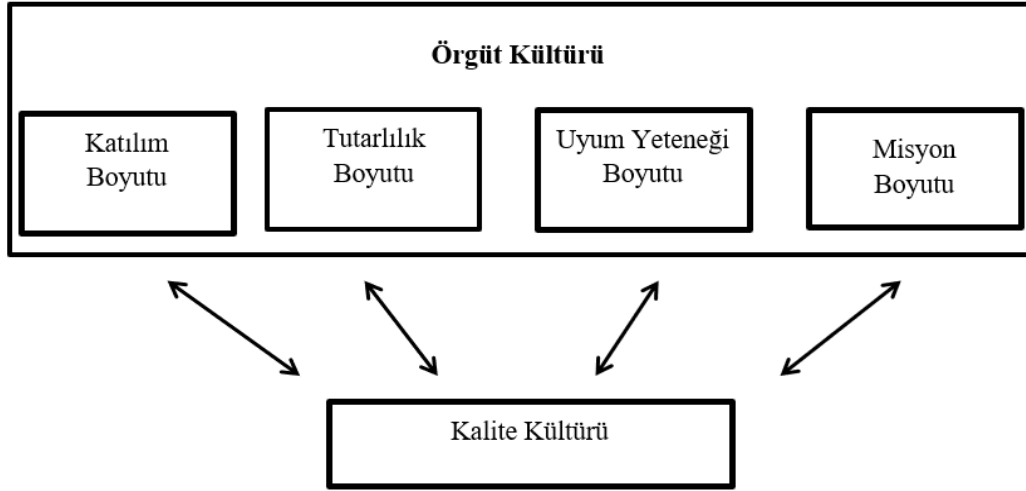 Örgüt Kültürü
Katılım
Boyutu
Tutarlılık
Boyutu
Uyum Yeteneği
Boyutu
Misyon
Boyutu
Kalite Kültürü